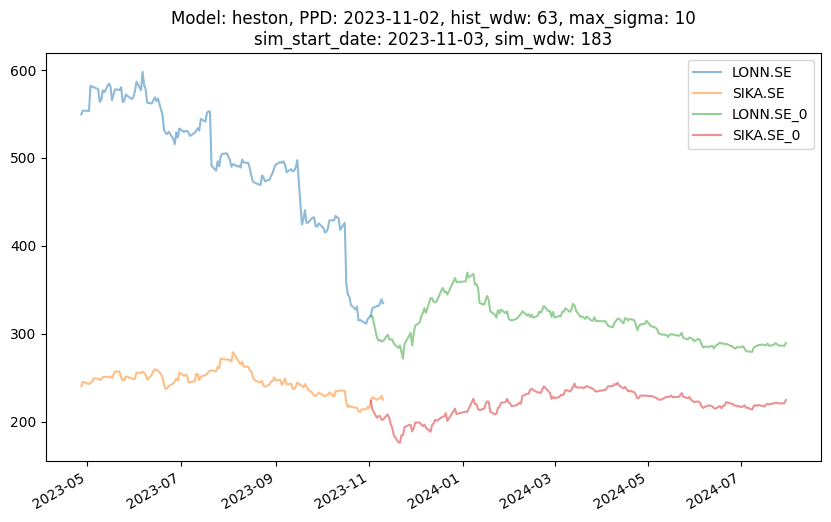 Model: heston, PPD: 2023-11-02, hist_wdw: 63, max_sigma: 10
sim_start_date: 2023-11-03, sim_wdw: 183
LONN.SE
SIKA.SE
LONN.SE_0
SIKA.SE_0
600
500
400
300
200
2023-05
2023-07
2023-09
2023-11
2024-01
2024-03
2024-05
2024-07